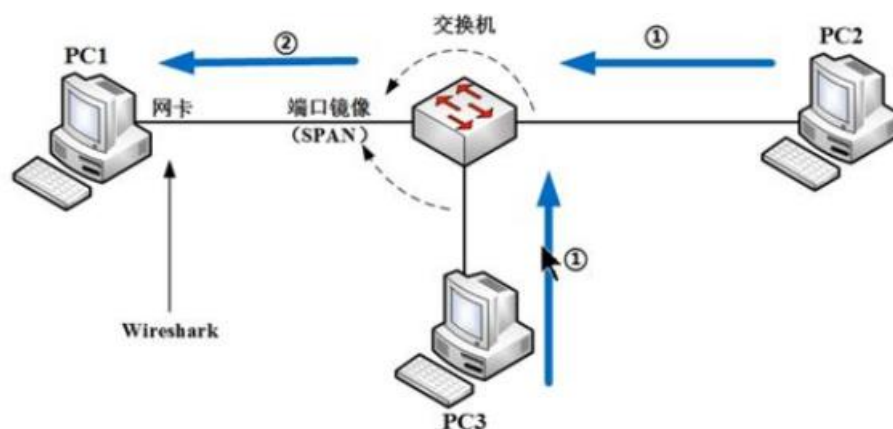 交换机
PC1
②
①
PC2
网卡
端口镜像
（SPAN）
①
Wireshark
PC3